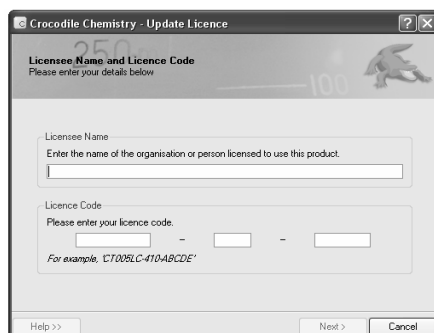 Crocodile Chemistry - Update Licence
250
100
Licensee Name and Licence Code
Please enter your details below
Licensee Name
Enter the name of the organisation or person licensed to use this product.
Licence Code
Please enter your licence code.
– –
For example, 'CT005LC-410-ABCDE'
Help >> Next > Cancel